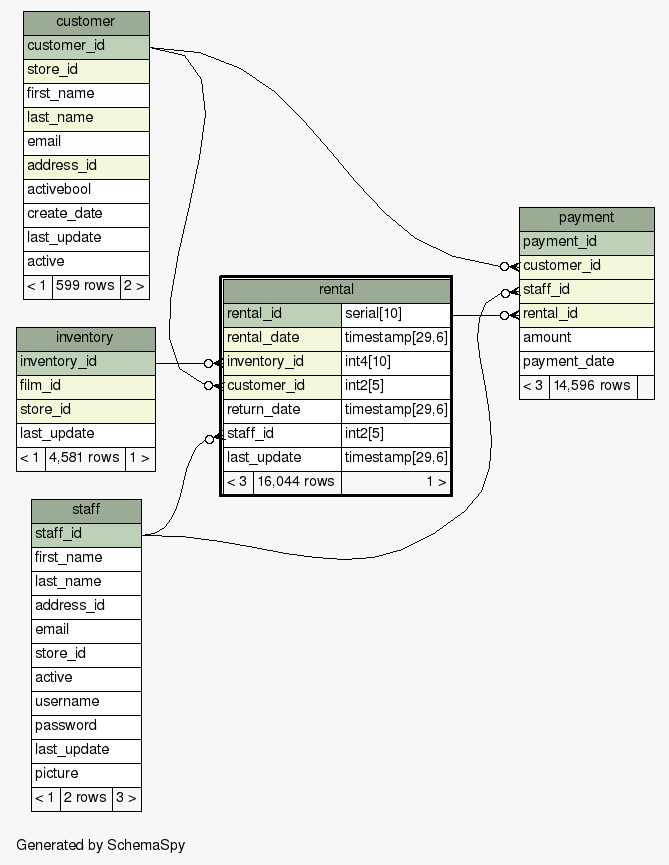 customer
customer_id
store_id
first_name
last_name
email
address_id
activebool
create_date
last_update
active
< 1 599 rows 2 >
inventory
inventory_id
film_id
store_id
last_update
< 1 4,581 rows 1 >
staff
staff_id
first_name
last_name
address_id
email
store_id
active
username
password
last_update
picture
< 1 2 rows 3 >
rental
rental_id serial[10]
rental_date timestamp[29,6]
inventory_id int4[10]
customer_id int2[5]
return_date timestamp[29,6]
staff_id int2[5]
last_update timestamp[29,6]
< 3 16,044 rows 1 >
payment
payment_id
customer_id
staff_id
rental_id
amount
payment_date
< 3 14,596 rows
Generated by SchemaSpy